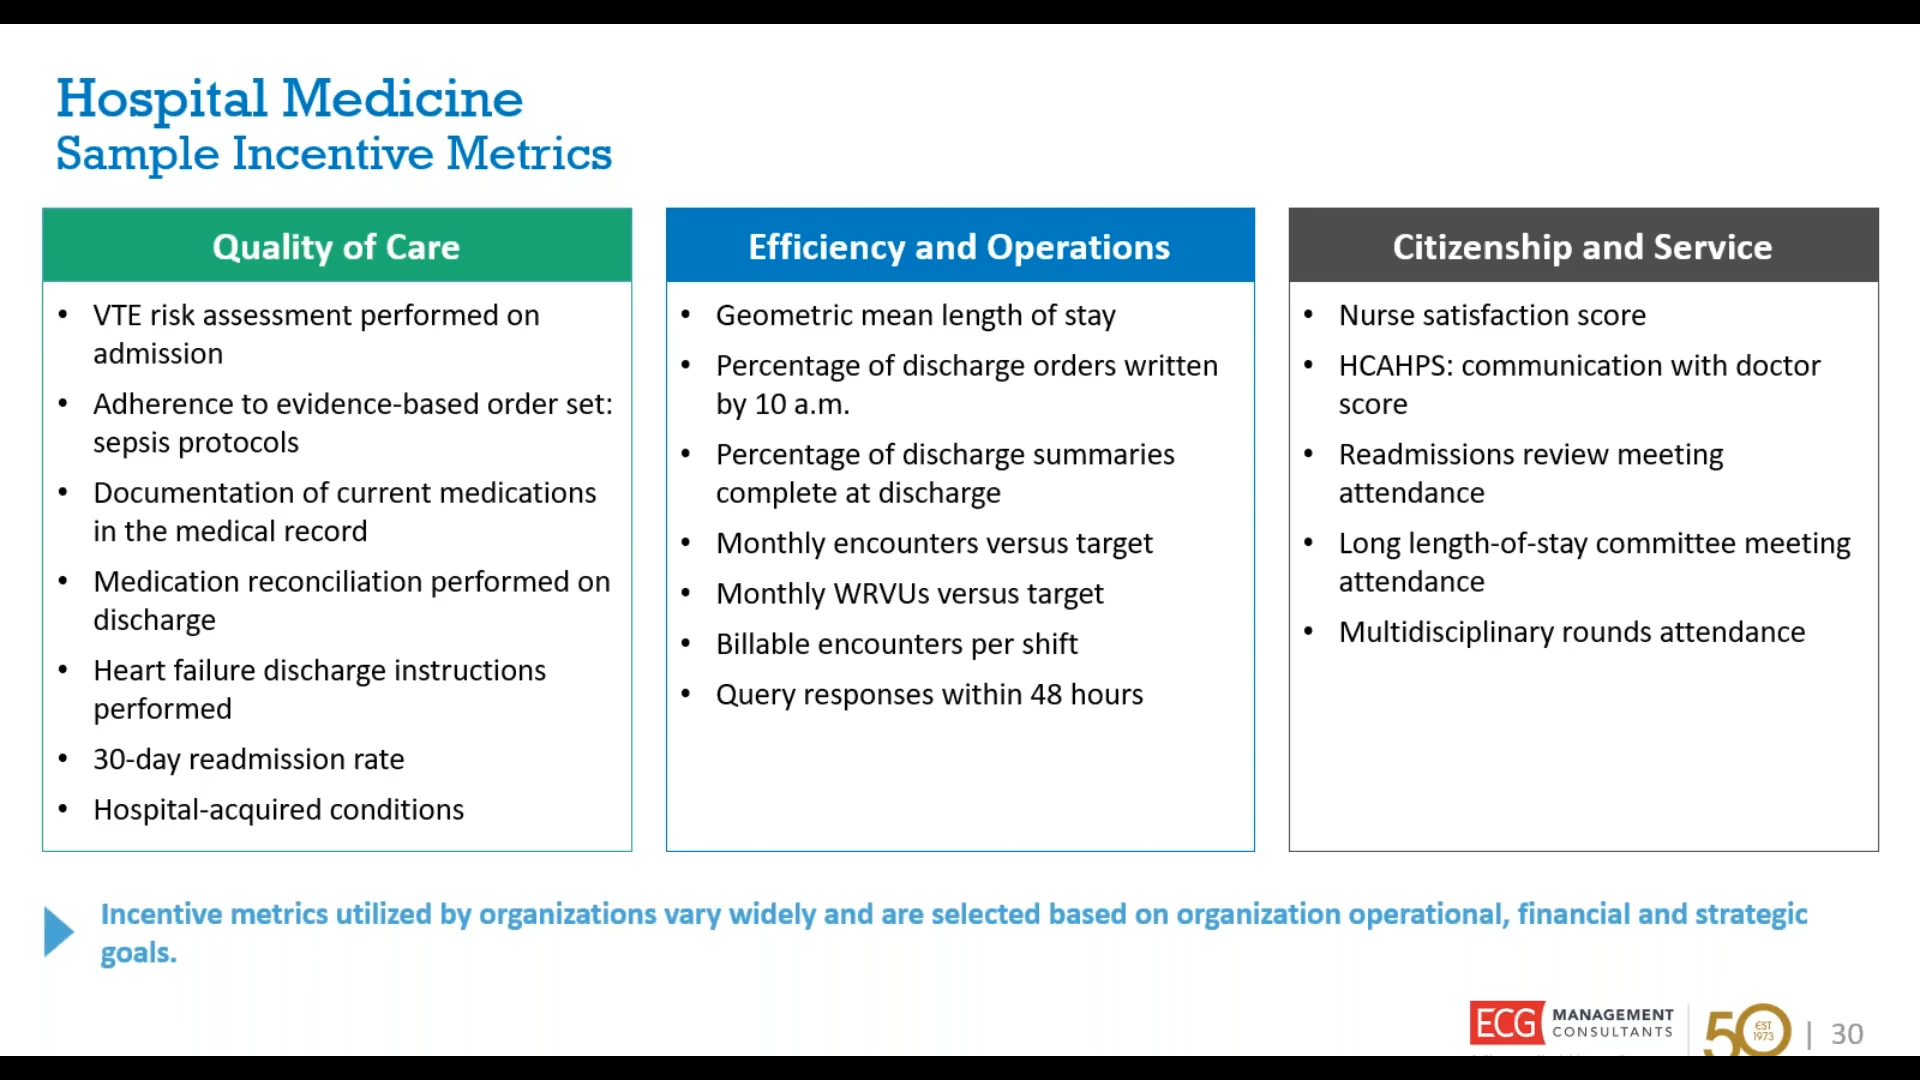 Hospital Medicine
Sample Incentive Metrics
Quality of Care
• VTE risk assessment performed on
admission
• Adherence to evidence-based order set:
sepsis protocols
• Documentation of current medications
in the medical record
• Medication reconciliation performed on
discharge
• Heart failure discharge instructions
performed
• 30-day readmission rate
• Hospital-acquired conditions
Efficiency and Operations
• Geometric mean length of stay
• Percentage of discharge orders written
by 10 a.m.
• Percentage of discharge summaries
complete at discharge
• Monthly encounters versus target
• Monthly WRVUs versus target
• Billable encounters per shift
• Query responses within 48 hours
Citizenship and Service
• Nurse satisfaction score
• HCAHPS: communication with doctor
score
• Readmissions review meeting
attendance
• Long length-of-stay committee meeting
attendance
• Multidisciplinary rounds attendance
Incentive metrics utilized by organizations vary widely and are selected based on organization operational, financial and strategic
goals.
ECG MANAGEMENT
CONSULTANTS
50
EST
1973
| 30